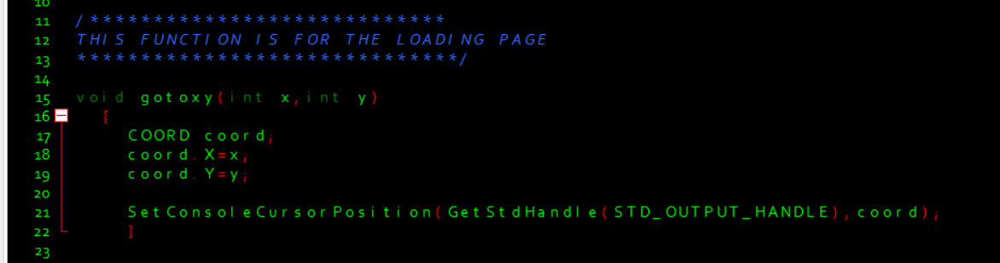 10
11 /****************************
12 THIS FUNCTION IS FOR THE LOADING PAGE
13 ******************************/
14
15 void gotoxy(int x,int y)
16 {
17 COORD coord;
18 coord.X=x;
19 coord.Y=y;
20
21 SetConsoleCursorPosition(GetStdHandle(STD_OUTPUT_HANDLE),coord);
22 }
23